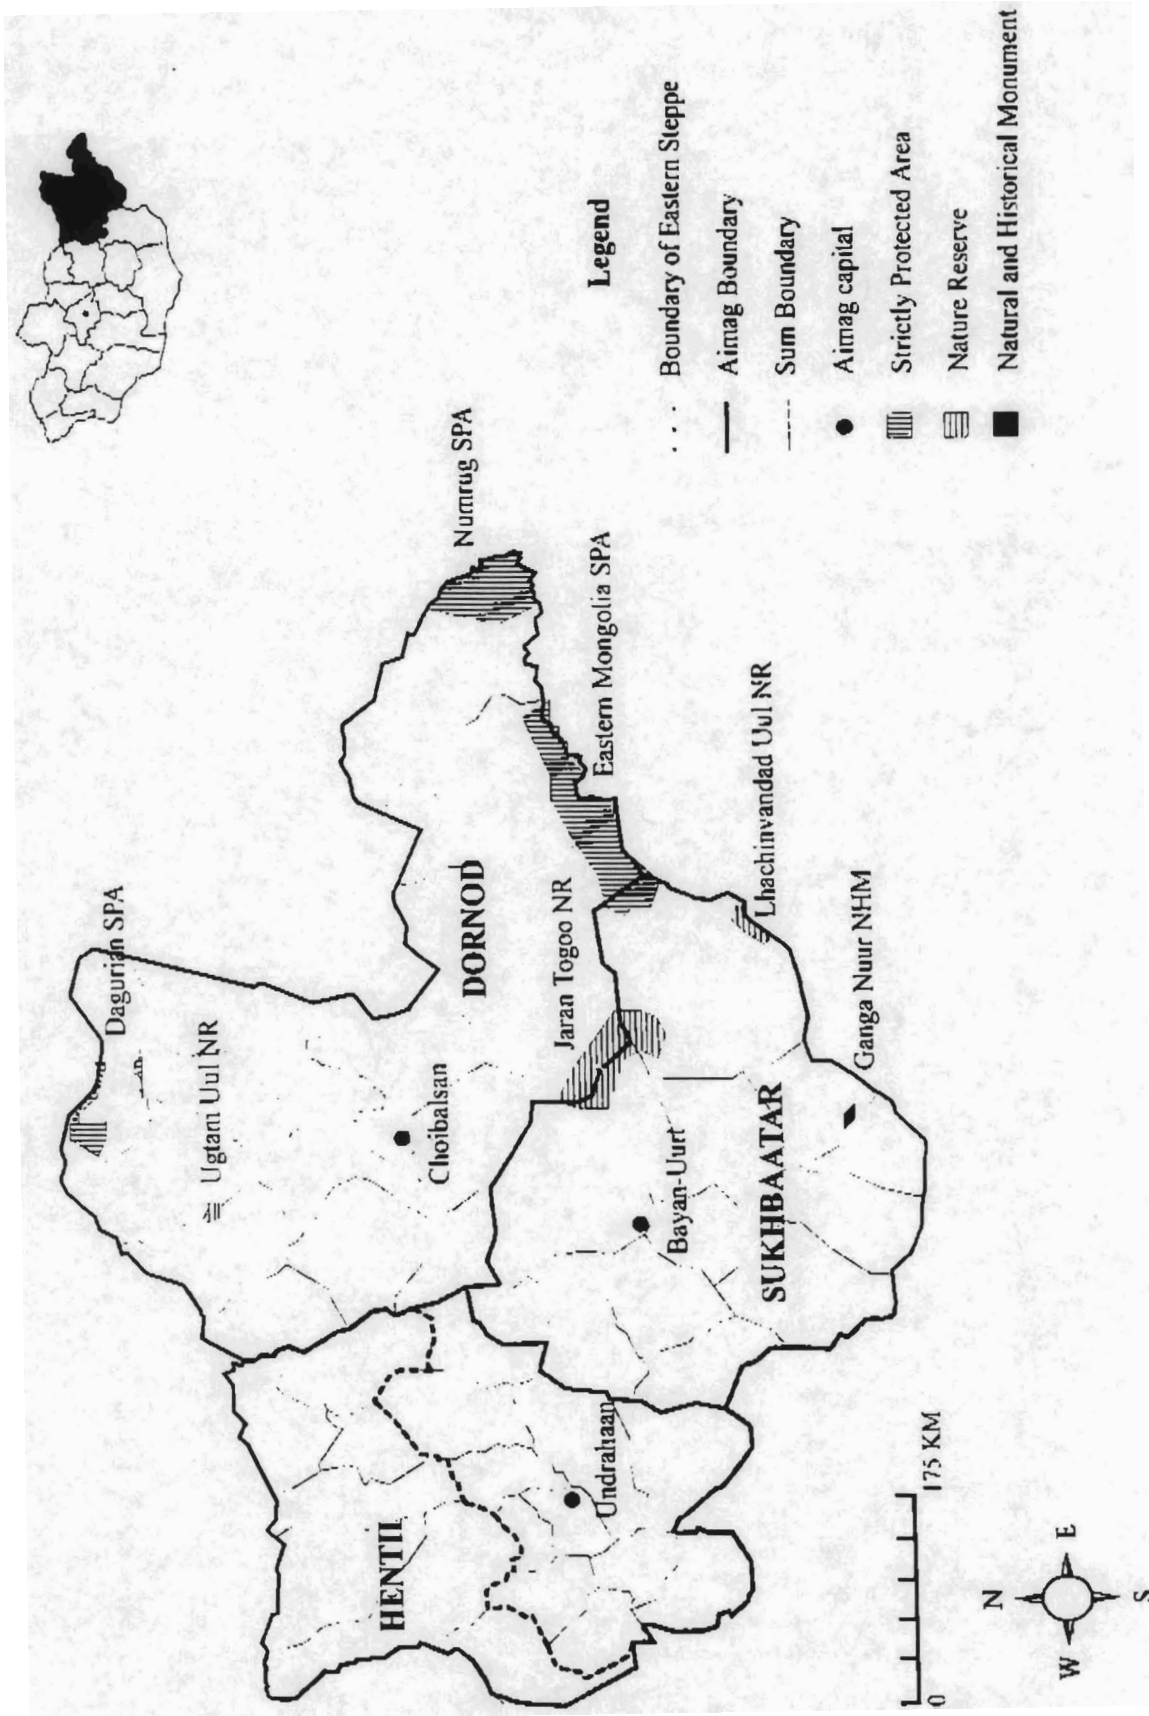 Dagurian SPA
Ugtam Uul NR
Numrug SPA
Choibalsan
DORNOD
HENTII
Jaran Togoo NR
Eastern Mongolia SPA
Undrahaan
Bayan-Uurt
Lhachinvandad Uul NR
SUKHBAATAR
Ganga Nuur NHM
Legend
Boundary of Eastern Steppe
Aimag Boundary
Sum Boundary
Aimag capital
Strictly Protected Area
Nature Reserve
Natural and Historical Monument
0 175 KM
N
W E
S